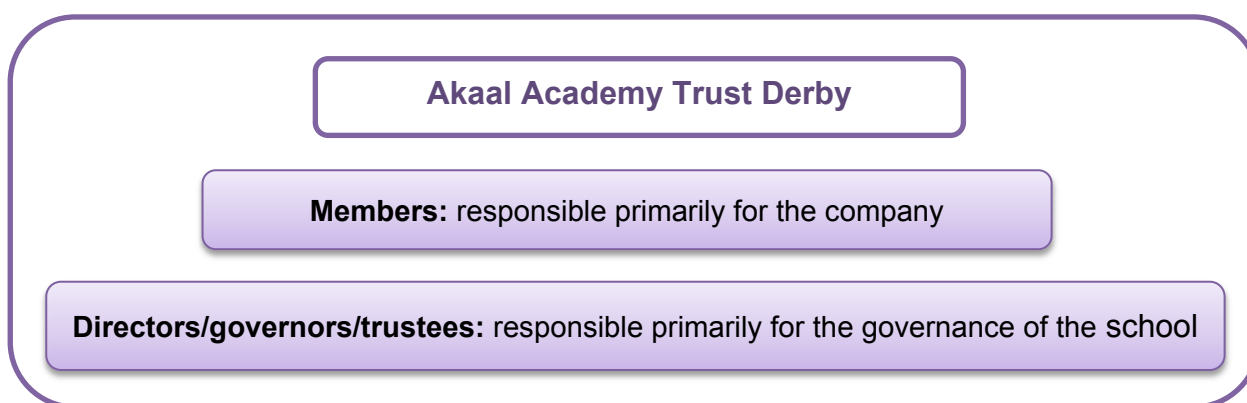 Akaal Academy Trust Derby
Members: responsible primarily for the company
Directors/governors/trustees: responsible primarily for the governance of the school